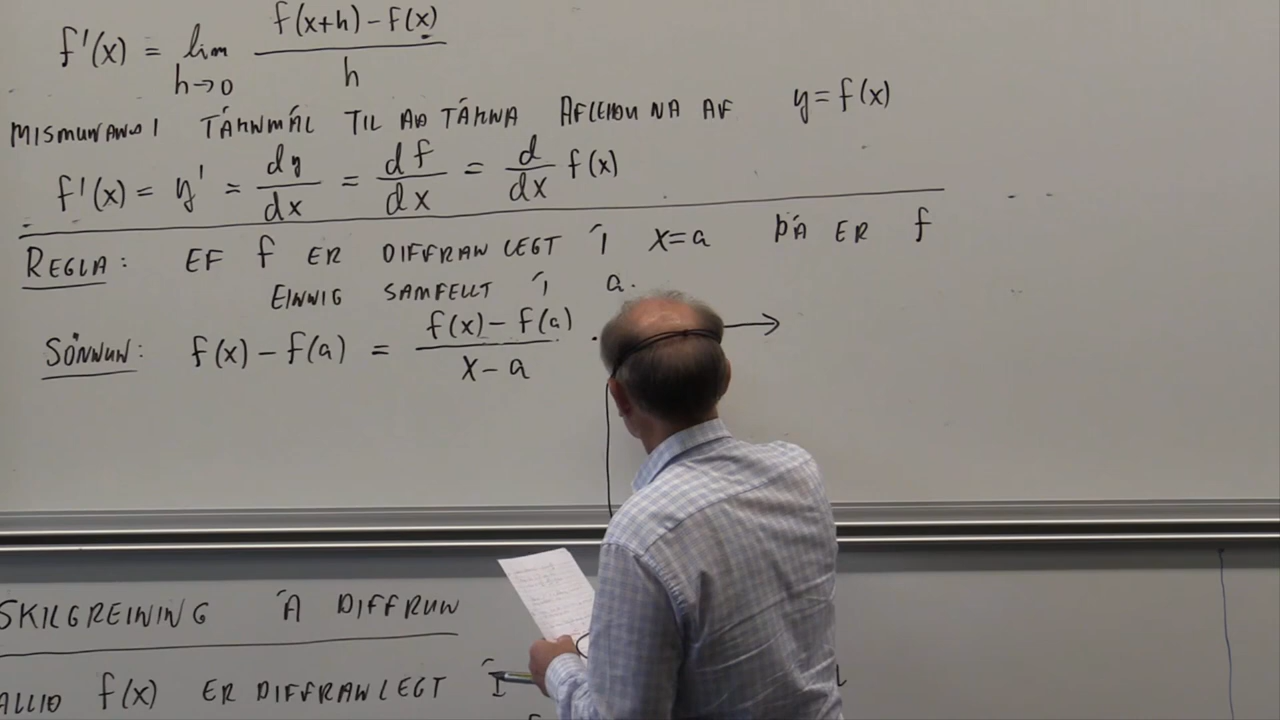 f'(x) = lim h→0 f(x+h) - f(x) / h
MISMUNANDI TÁKNMÁL TIL AÐ TÁKNA AFLEIÐUNA AF y = f(x)
f'(x) = y' = dy/dx = df/dx = d/dx f(x)
REGLA: EF f ER DIFFRANLEGT Í x=a ÞÁ ER f
EINNIG SAMFELLT Í a.
SÖNNUN: f(x) - f(a) = f(x) - f(a) / x - a · →
SKILGREINING Á DIFFRUN
ALLIÐ f(x) ER DIFFRANLEGT Í